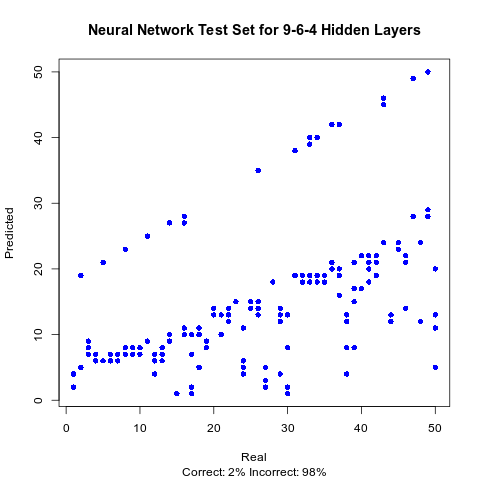 Neural Network Test Set for 9-6-4 Hidden Layers
Predicted
50
40
30
20
10
0
0 10 20 30 40 50
Real
Correct: 2% Incorrect: 98%